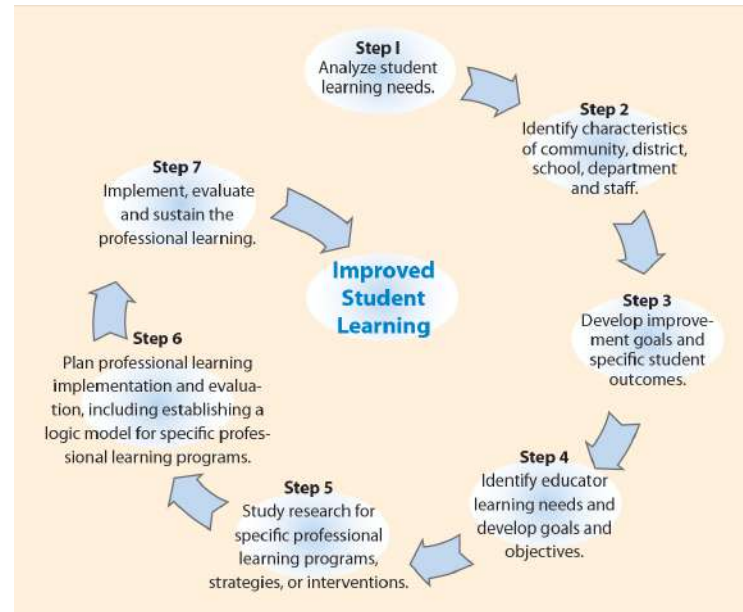 Step I
Analyze student
learning needs.
Step 2
Identify characteristics
of community, district,
school, department
and staff.
Step 3
Develop improve-
ment goals and
specific student
outcomes.
Step 4
Identify educator
learning needs and
develop goals and
objectives.
Step 5
Study research for
specific professional
learning programs,
strategies, or interventions.
Step 6
Plan professional learning
implementation and evalua-
tion, including establishing a
logic model for specific profes-
sional learning programs.
Step 7
Implement, evaluate
and sustain the
professional learning.
Improved
Student
Learning